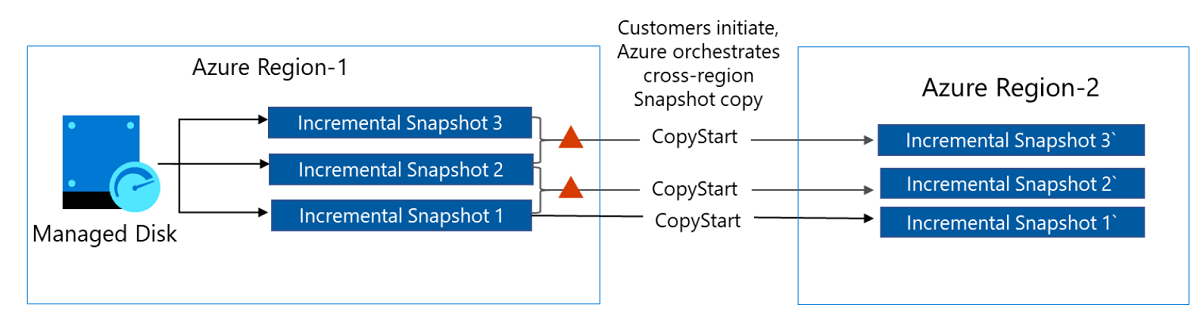 Customers initiate,
Azure orchestrates
cross-region
Snapshot copy
Azure Region-1
Azure Region-2
Incremental Snapshot 3
CopyStart
Incremental Snapshot 3`
Incremental Snapshot 2
CopyStart
Incremental Snapshot 2`
Incremental Snapshot 1
CopyStart
Incremental Snapshot 1`
Managed Disk